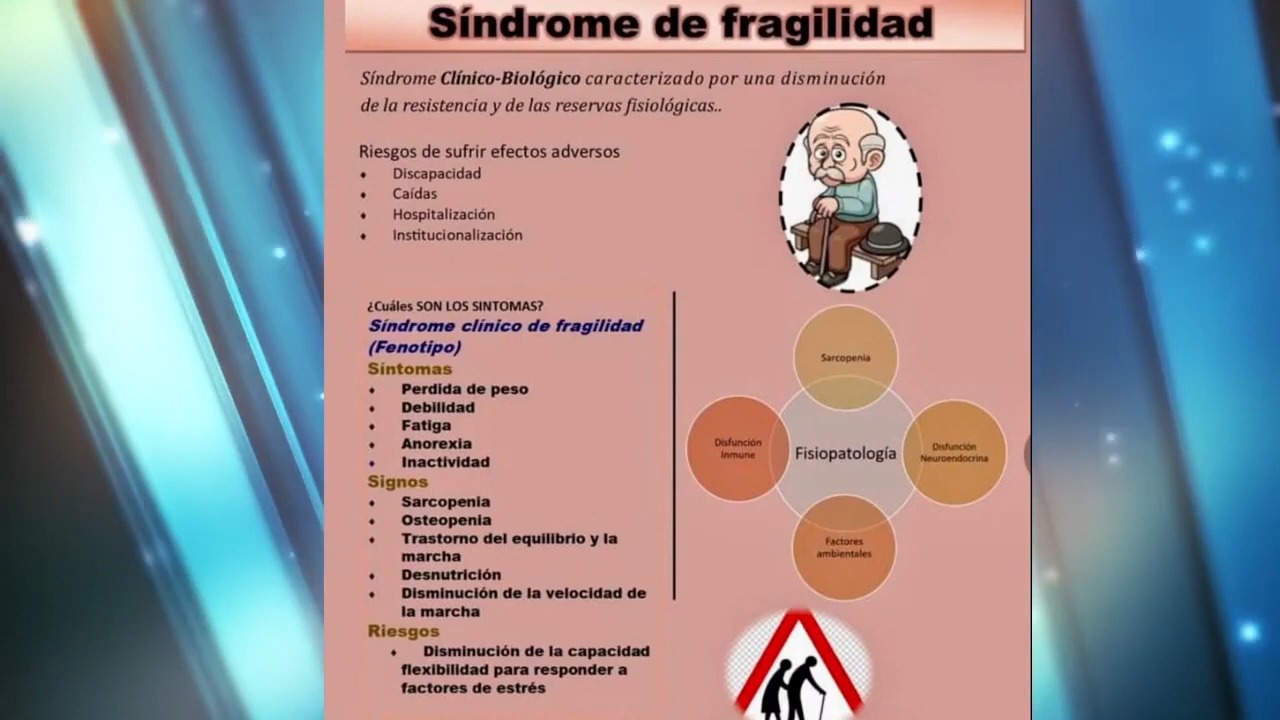 Síndrome de fragilidad
Síndrome Clínico-Biológico caracterizado por una disminución
de la resistencia y de las reservas fisiológicas..
Riesgos de sufrir efectos adversos
♦ Discapacidad
♦ Caídas
♦ Hospitalización
♦ Institucionalización
¿Cuáles SON LOS SINTOMAS?
Síndrome clínico de fragilidad
(Fenotipo)
Síntomas
♦ Perdida de peso
♦ Debilidad
♦ Fatiga
♦ Anorexia
♦ Inactividad
Signos
♦ Sarcopenia
♦ Osteopenia
♦ Trastorno del equilibrio y la
marcha
♦ Desnutrición
♦ Disminución de la velocidad de
la marcha
Riesgos
♦ Disminución de la capacidad
flexibilidad para responder a
factores de estrés
Sarcopenia
Disfunción
Inmune
Fisiopatología
Disfunción
Neuroendocrina
Factores
ambientales